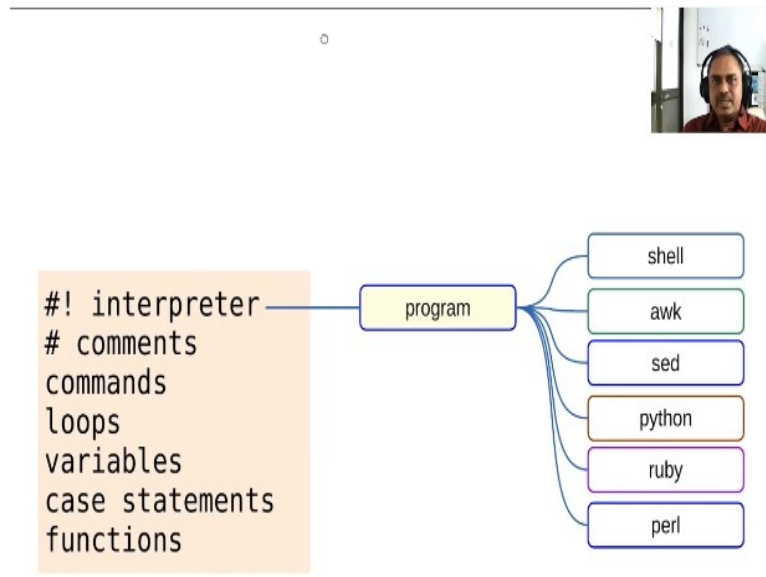 #! interpreter
# comments
commands
loops
variables
case statements
functions
program
shell
awk
sed
python
ruby
perl